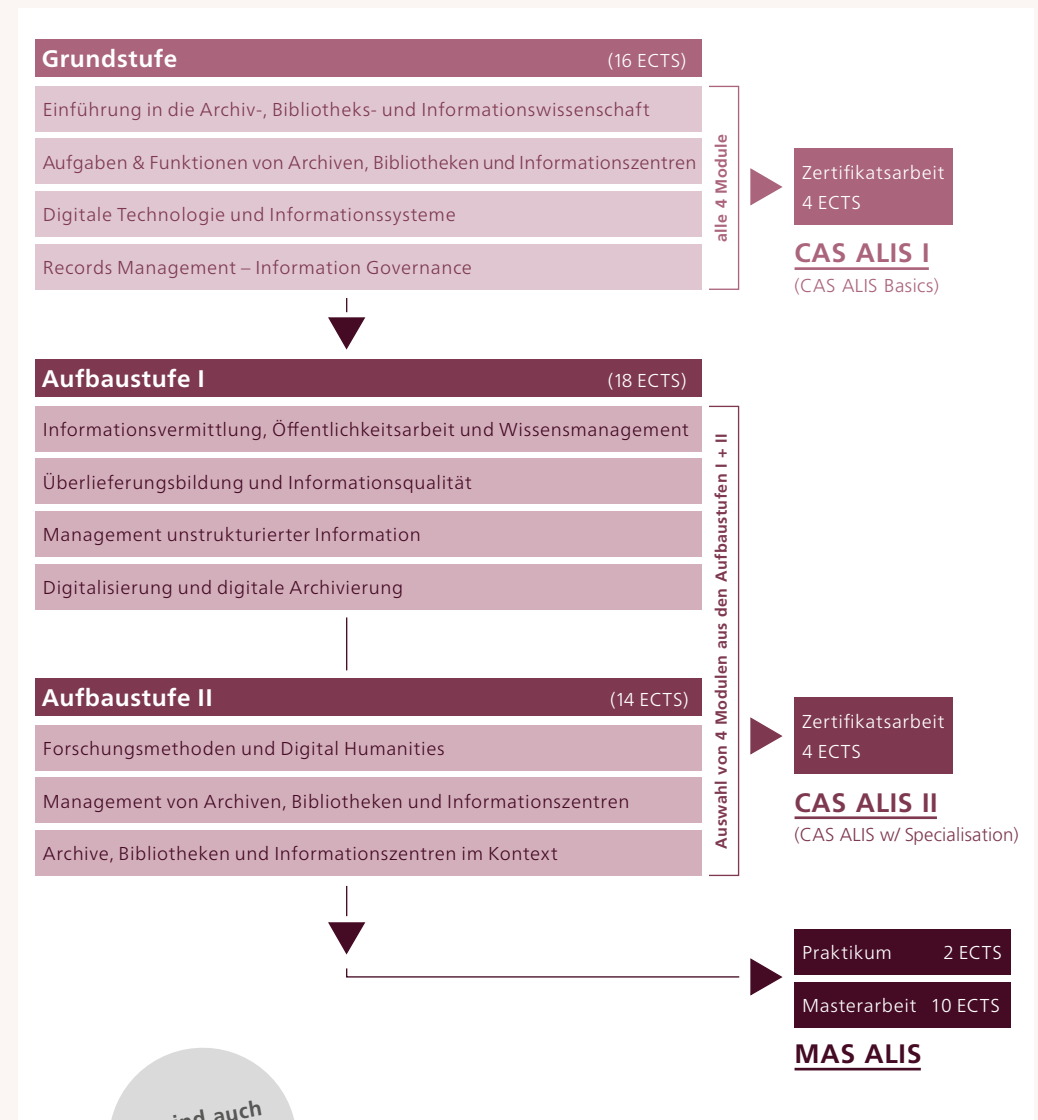 Grundstufe (16 ECTS)
Einführung in die Archiv-, Bibliotheks- und Informationswissenschaft
Aufgaben & Funktionen von Archiven, Bibliotheken und Informationszentren
Digitale Technologie und Informationssysteme
Records Management – Information Governance
alle 4 Module
Zertifikatsarbeit
4 ECTS
CAS ALIS I
(CAS ALIS Basics)
Aufbaustufe I (18 ECTS)
Informationsvermittlung, Öffentlichkeitsarbeit und Wissensmanagement
Überlieferungsbildung und Informationsqualität
Management unstrukturierter Information
Digitalisierung und digitale Archivierung
Aufbaustufe II (14 ECTS)
Forschungsmethoden und Digital Humanities
Management von Archiven, Bibliotheken und Informationszentren
Archive, Bibliotheken und Informationszentren im Kontext
Auswahl von 4 Modulen aus den Aufbaustufen I + II
Zertifikatsarbeit
4 ECTS
CAS ALIS II
(CAS ALIS w/ Specialisation)
Praktikum 2 ECTS
Masterarbeit 10 ECTS
MAS ALIS
auch